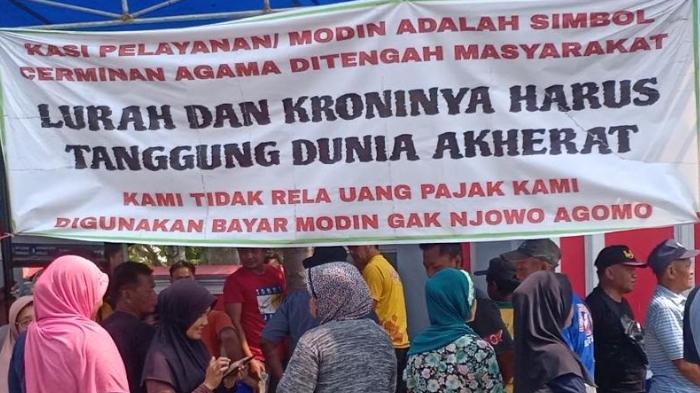 KASI PELAYANAN/ MODIN ADALAH SIMBOL
CERMINAN AGAMA DITENGAH MASYARAKAT
LURAH DAN KRONINYA HARUS
TANGGUNG DUNIA AKHERAT
KAMI TIDAK RELA UANG PAJAK KAMI
DIGUNAKAN BAYAR MODIN GAK NJOWO AGOMO